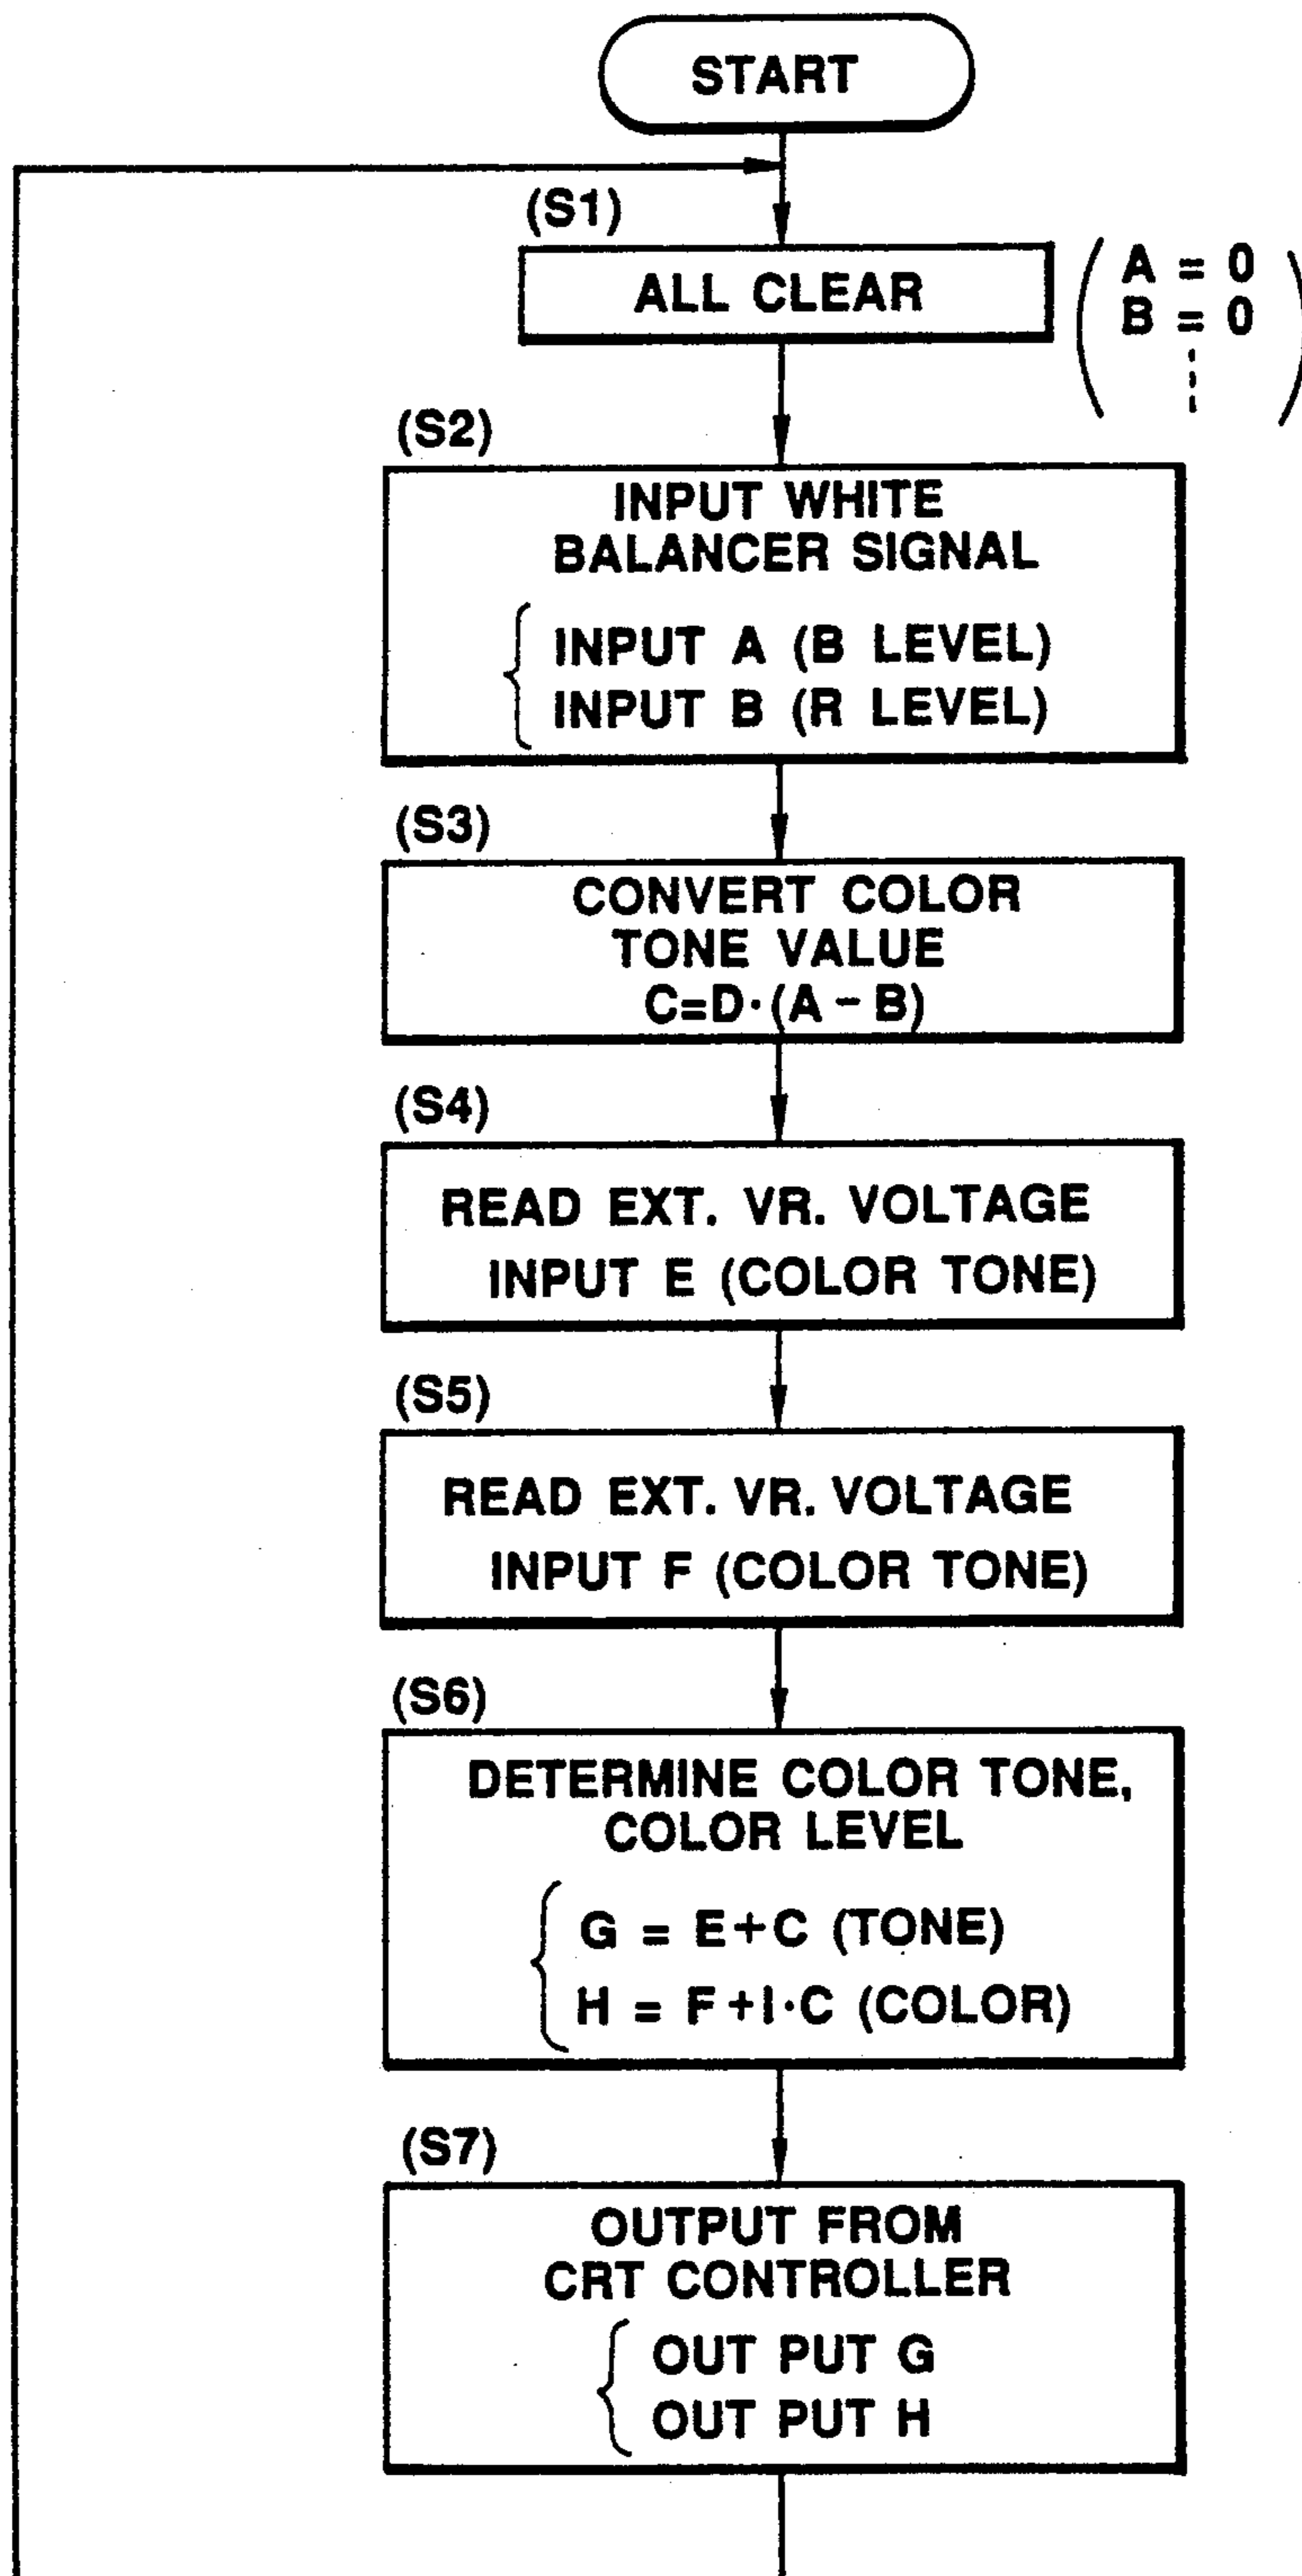 START
(S1)
ALL CLEAR
A = 0
B = 0
(S2)
INPUT WHITE
BALANCER SIGNAL
INPUT A (B LEVEL)
INPUT B (R LEVEL)
(S3)
CONVERT COLOR
TONE VALUE
C=D·(A - B)
(S4)
READ EXT. VR. VOLTAGE
INPUT E (COLOR TONE)
(S5)
READ EXT. VR. VOLTAGE
INPUT F (COLOR TONE)
(S6)
DETERMINE COLOR TONE,
COLOR LEVEL
G = E+C (TONE)
H = F+I·C (COLOR)
(S7)
OUTPUT FROM
CRT CONTROLLER
OUT PUT G
OUT PUT H